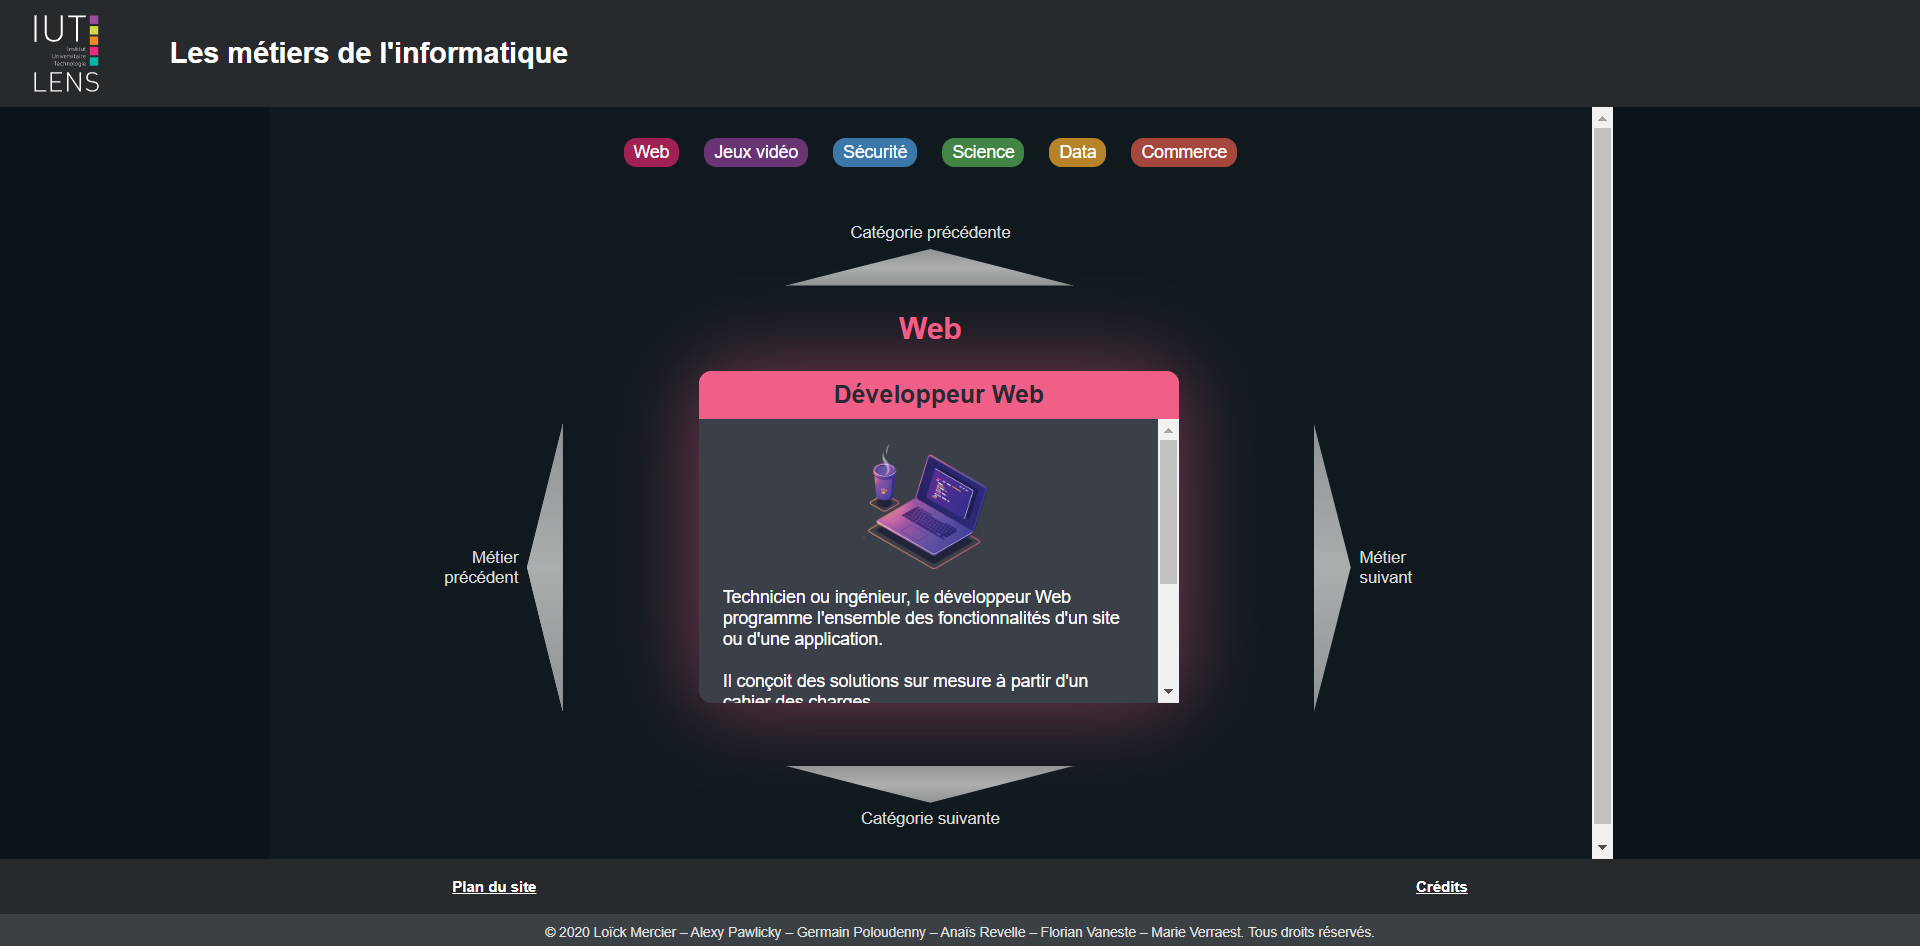 IUT
Institut
Universitaire
Technologie
LENS
Les métiers de l'informatique
Web Jeux vidéo Sécurité Science Data Commerce
Catégorie précédente
Web
Développeur Web
Métier
précédent
Métier
suivant
Technicien ou ingénieur, le développeur Web
programme l'ensemble des fonctionnalités d'un site
ou d'une application.
Il conçoit des solutions sur mesure à partir d'un
cahier des charges
Catégorie suivante
Plan du site Crédits
© 2020 Loïck Mercier – Alexy Pawlicky – Germain Poloudenny – Anaïs Revelle – Florian Vaneste – Marie Verraest. Tous droits réservés.